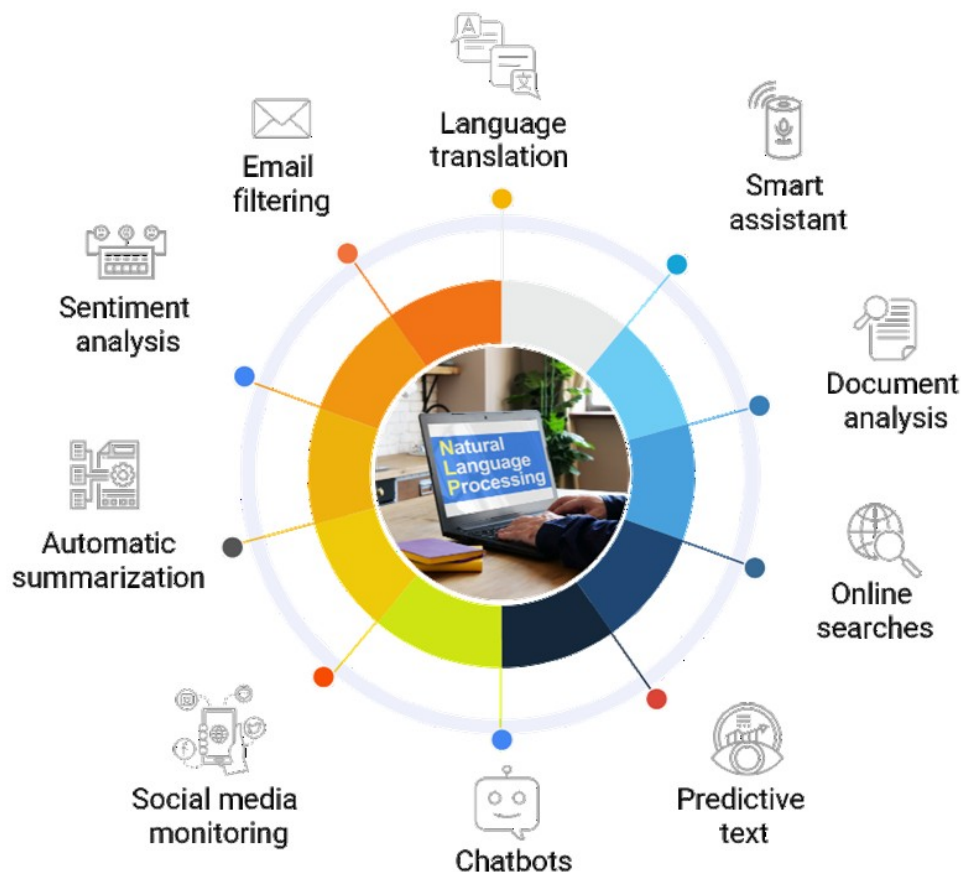 A
文
Language
translation
Email
filtering
Smart
assistant
Sentiment
analysis
Document
analysis
Natural
Language
Processing
Automatic
summarization
Online
searches
Social media
monitoring
Predictive
text
Chatbots